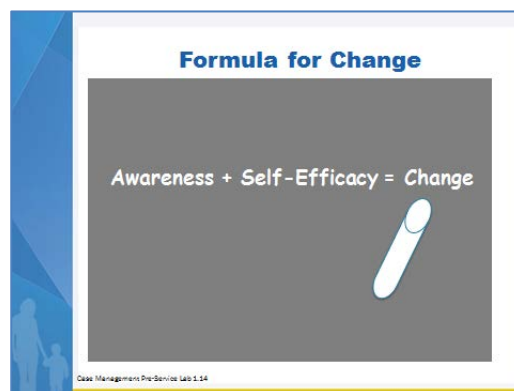 Formula for Change
Awareness + Self-Efficacy = Change
Case Management Pre-Service Lab 1.14